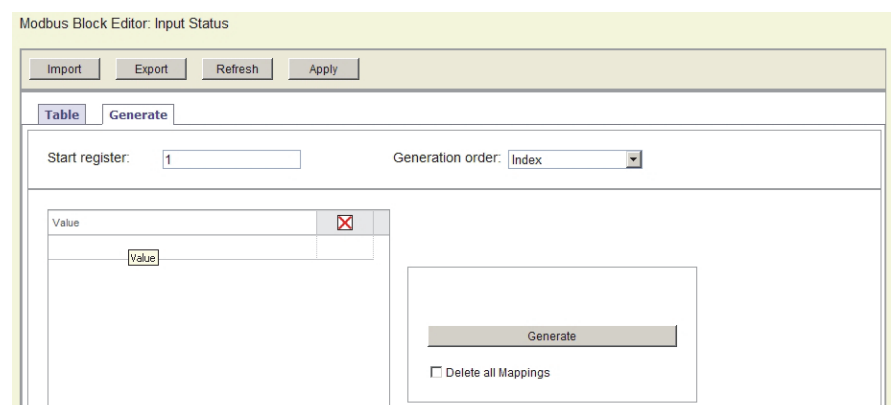 Modbus Block Editor: Input Status
Import Export Refresh Apply
Table Generate
Start register: 1 Generation order: Index
Value
Value
Generate
Delete all Mappings